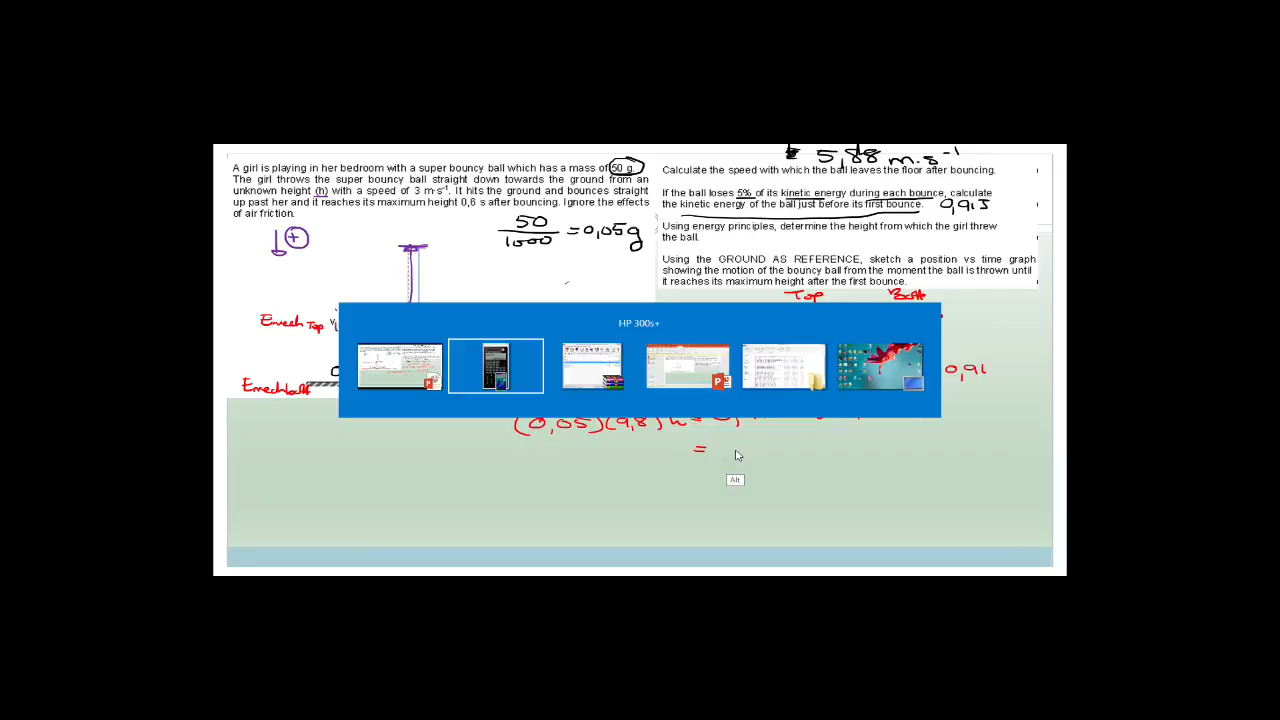 A girl is playing in her bedroom with a super bouncy ball which has a mass of 50 g.
The girl throws the super bouncy ball straight down towards the ground from an
unknown height (h) with a speed of 3 m·s⁻¹. It hits the ground and bounces straight
up past her and it reaches its maximum height 0,6 s after bouncing. Ignore the effects
of air friction.
50
1000
=0,05g
+
Emech Top
v
Emech bott
5,88 m.s⁻¹
Calculate the speed with which the ball leaves the floor after bouncing.
If the ball loses 5% of its kinetic energy during each bounce, calculate
the kinetic energy of the ball just before its first bounce. 0,91J
Using energy principles, determine the height from which the girl threw
the ball.
Using the GROUND AS REFERENCE, sketch a position vs time graph
showing the motion of the bouncy ball from the moment the ball is thrown until
it reaches its maximum height after the first bounce.
Top
Bott
HP 300s+
0,91
(0,05)(9,8)h=
=
Alt